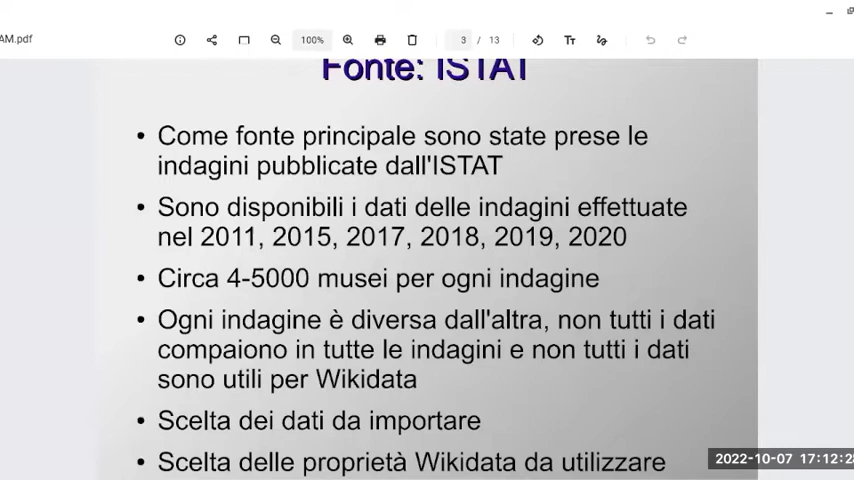 AM.pdf
100%
3 / 13
Fonte: ISTAT
• Come fonte principale sono state prese le
indagini pubblicate dall'ISTAT
• Sono disponibili i dati delle indagini effettuate
nel 2011, 2015, 2017, 2018, 2019, 2020
• Circa 4-5000 musei per ogni indagine
• Ogni indagine è diversa dall'altra, non tutti i dati
compaiono in tutte le indagini e non tutti i dati
sono utili per Wikidata
• Scelta dei dati da importare
• Scelta delle proprietà Wikidata da utilizzare
2022-10-07 17:12:28